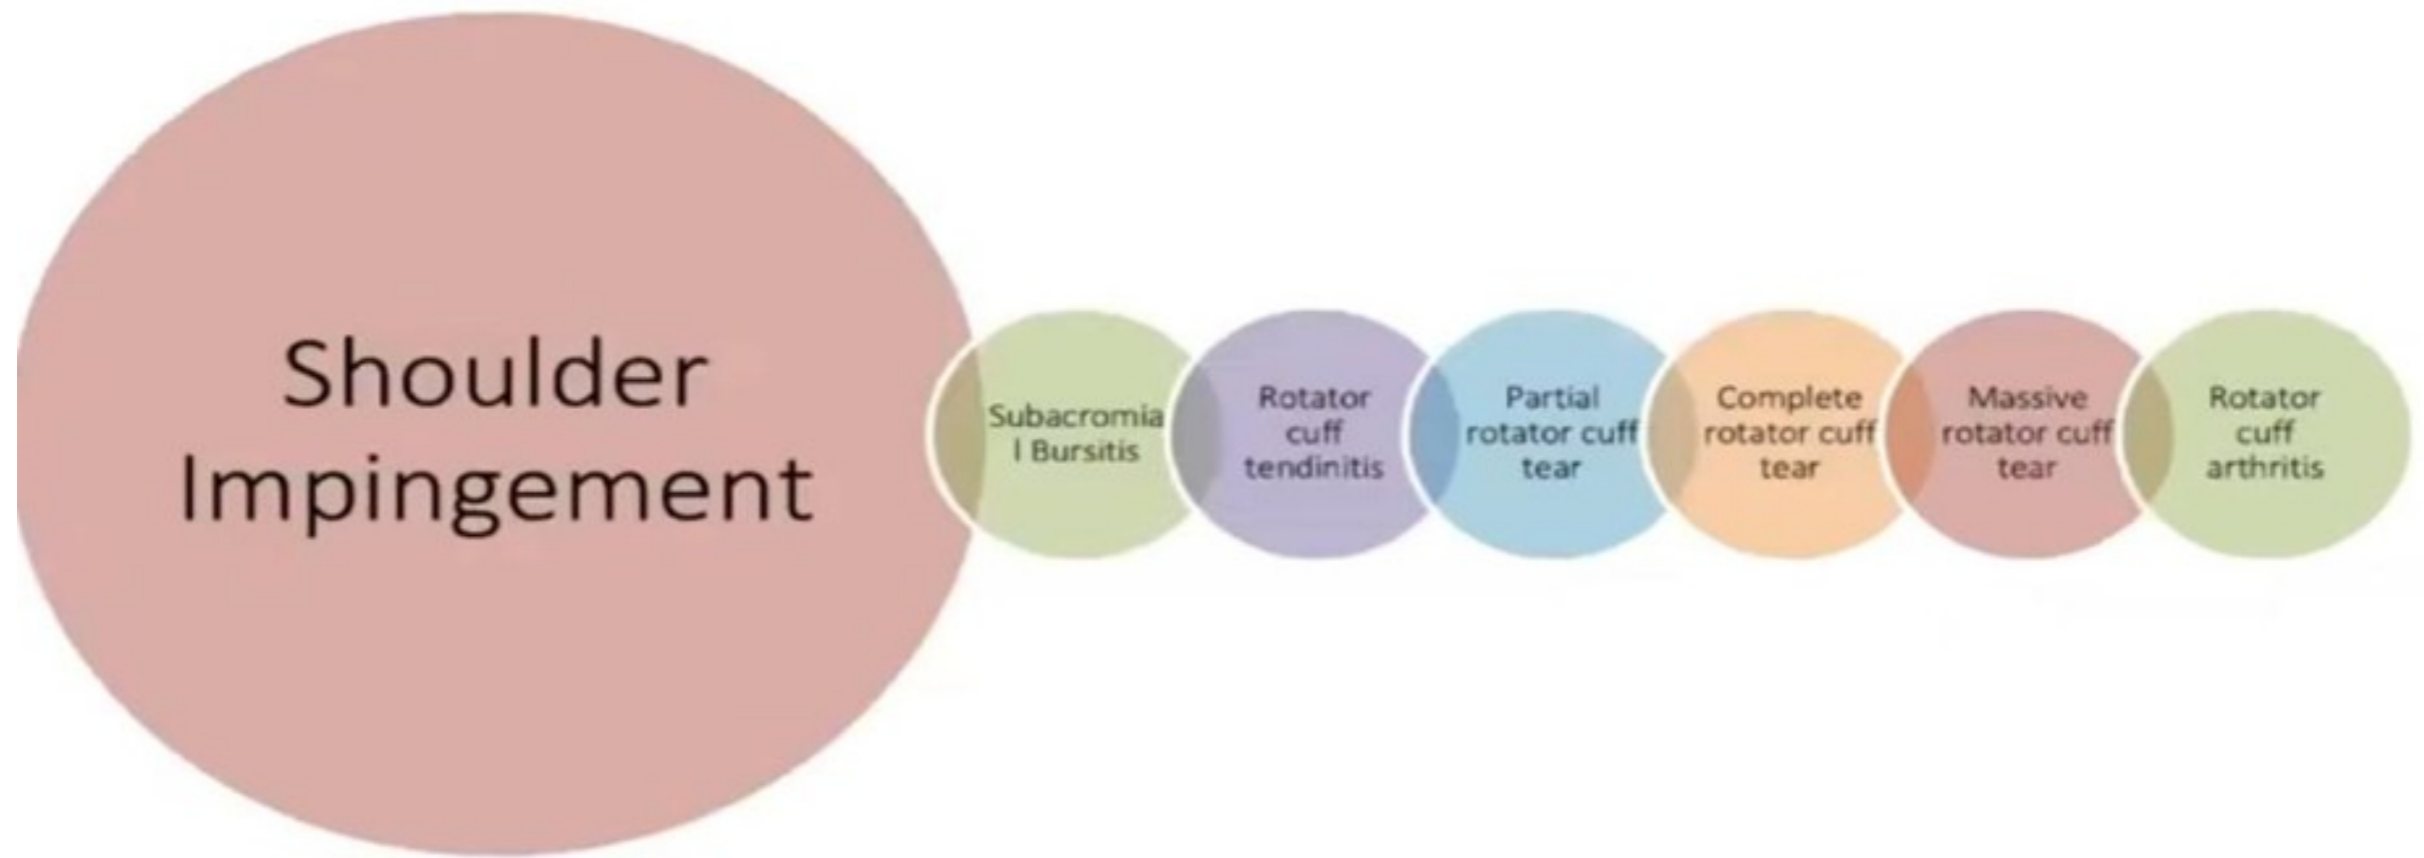 Shoulder
Impingement
Subacromia
l Bursitis
Rotator
cuff
tendinitis
Partial
rotator cuff
tear
Complete
rotator cuff
tear
Massive
rotator cuff
tear
Rotator
cuff
arthritis